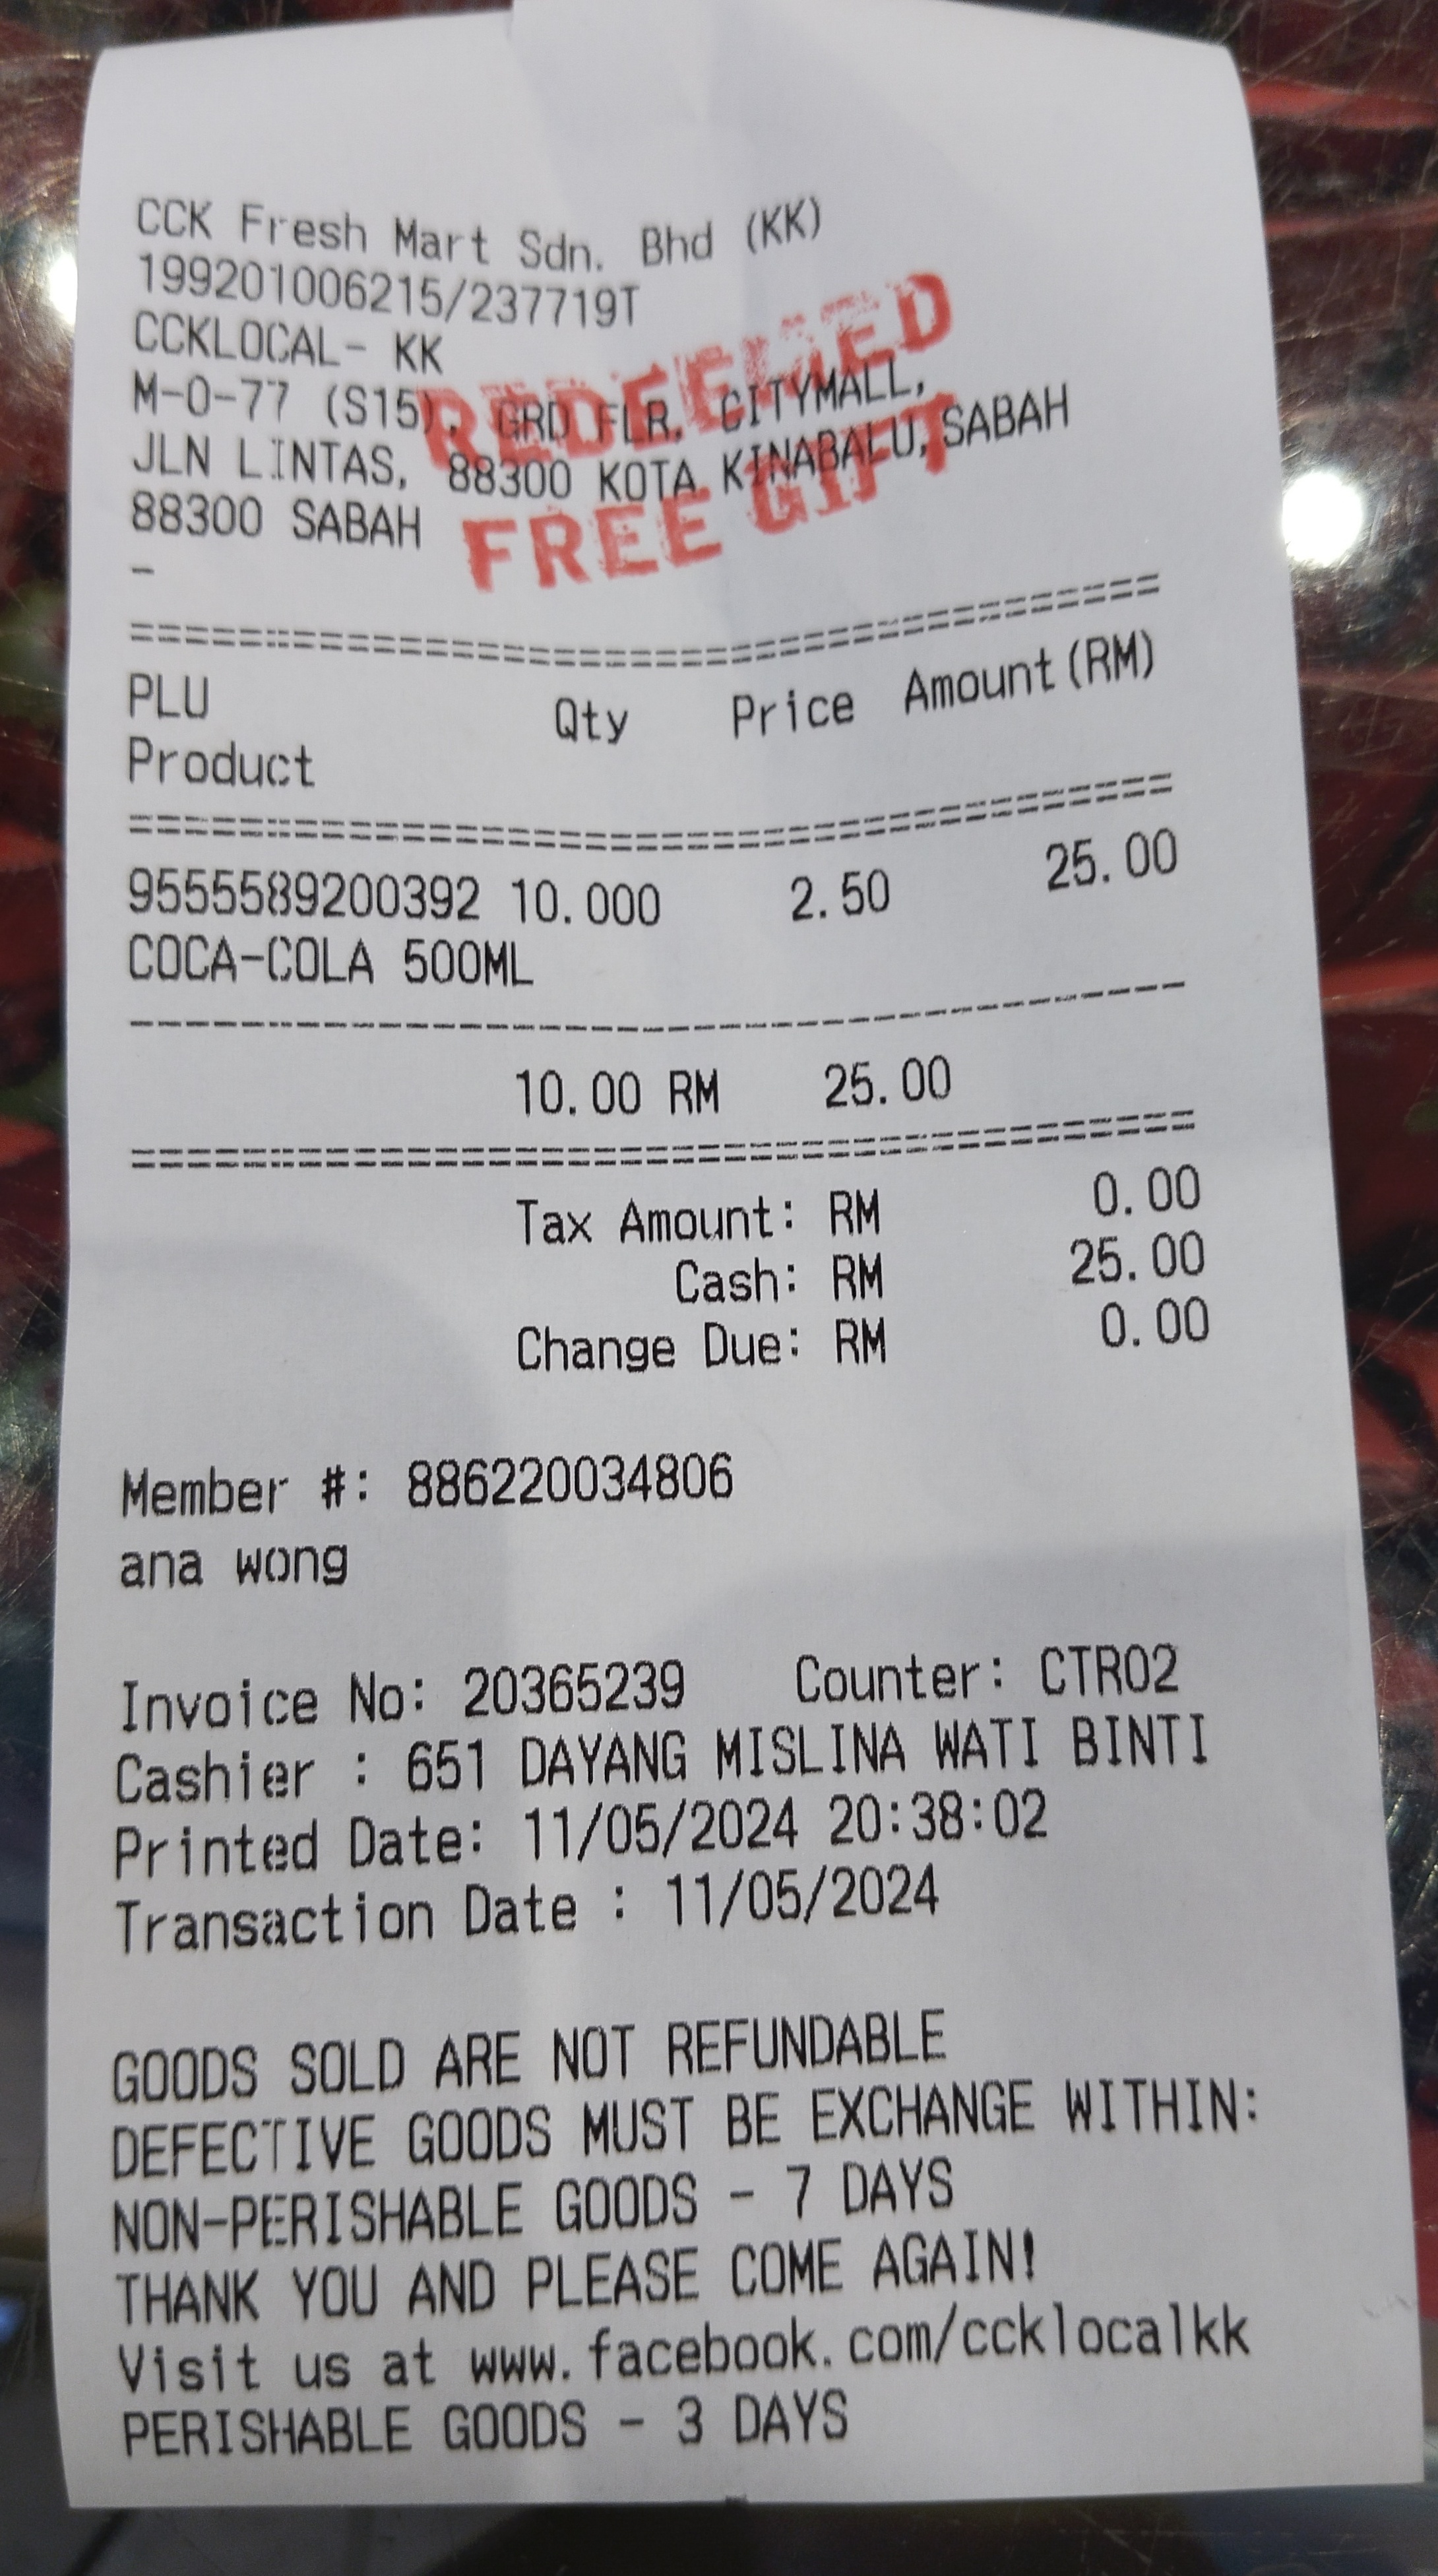 CCK Fresh Mart Sdn. Bhd (KK)
199201006215/237719T
CCKLOCAL- KK
M-0-77 (S15), GRD FLR, CITYMALL,
JLN LINTAS, 88300 KOTA KINABALU, SABAH
88300 SABAH
-
REDEEMED
FREE GIFT
PLU Qty Price Amount(RM)
Product
9555589200392 10.000 2.50 25.00
COCA-COLA 500ML
10.00 RM 25.00
Tax Amount: RM 0.00
Cash: RM 25.00
Change Due: RM 0.00
Member #: 886220034806
ana wong
Invoice No: 20365239 Counter: CTR02
Cashier : 651 DAYANG MISLINA WATI BINTI
Printed Date: 11/05/2024 20:38:02
Transaction Date : 11/05/2024
GOODS SOLD ARE NOT REFUNDABLE
DEFECTIVE GOODS MUST BE EXCHANGE WITHIN:
NON-PERISHABLE GOODS - 7 DAYS
THANK YOU AND PLEASE COME AGAIN!
Visit us at www.facebook.com/ccklocalkk
PERISHABLE GOODS - 3 DAYS